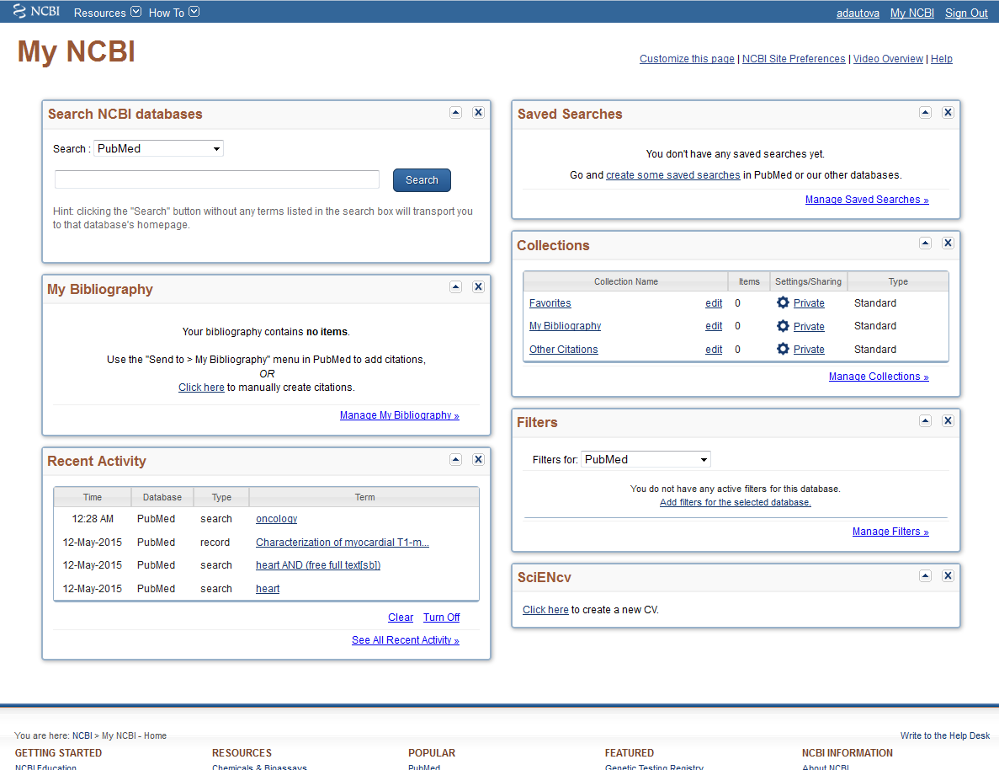 NCBI Resources How To adautova My NCBI Sign Out
My NCBI
Customize this page | NCBI Site Preferences | Video Overview | Help
Search NCBI databases
Search : PubMed
Search
Hint: clicking the "Search" button without any terms listed in the search box will transport you
to that database's homepage.
My Bibliography
Your bibliography contains no items.
Use the "Send to > My Bibliography" menu in PubMed to add citations,
OR
Click here to manually create citations.
Manage My Bibliography »
Recent Activity
Time Database Type Term
12:28 AM PubMed search oncology
12-May-2015 PubMed record Characterization of myocardial T1-m...
12-May-2015 PubMed search heart AND (free full text[sb])
12-May-2015 PubMed search heart
Clear Turn Off
See All Recent Activity »
Saved Searches
You don't have any saved searches yet.
Go and create some saved searches in PubMed or our other databases.
Manage Saved Searches »
Collections
Collection Name Items Settings/Sharing Type
Favorites edit 0 Private Standard
My Bibliography edit 0 Private Standard
Other Citations edit 0 Private Standard
Manage Collections »
Filters
Filters for: PubMed
You do not have any active filters for this database.
Add filters for the selected database.
Manage Filters »
SciENcv
Click here to create a new CV.
You are here: NCBI > My NCBI - Home Write to the Help Desk
GETTING STARTED RESOURCES POPULAR FEATURED NCBI INFORMATION
NCBI Education Chemicals & Bioassays PubMed Genetic Testing Registry About NCBI